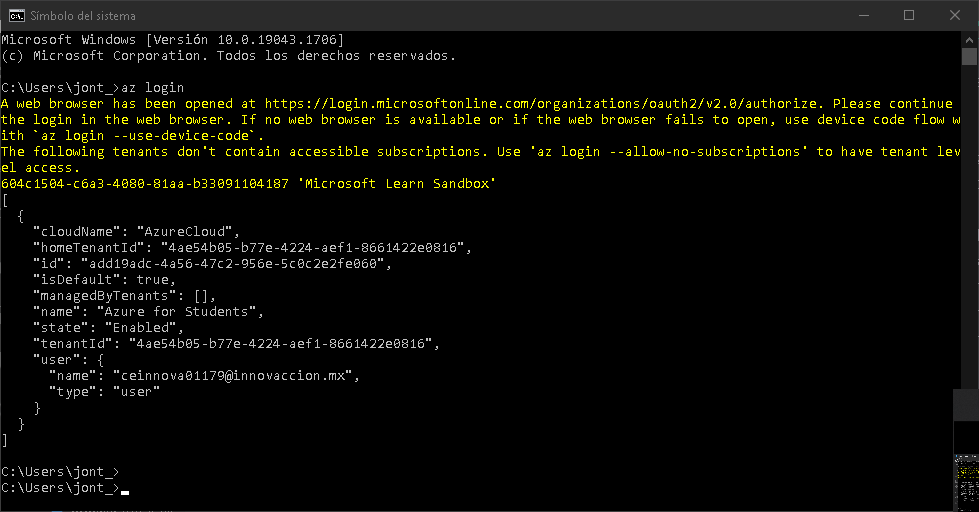 Símbolo del sistema
Microsoft Windows [Versión 10.0.19043.1706]
(c) Microsoft Corporation. Todos los derechos reservados.
C:\Users\jont_>az login
A web browser has been opened at https://login.microsoftonline.com/organizations/oauth2/v2.0/authorize. Please continue
the login in the web browser. If no web browser is available or if the web browser fails to open, use device code flow w
ith `az login --use-device-code`.
The following tenants don't contain accessible subscriptions. Use 'az login --allow-no-subscriptions' to have tenant lev
el access.
604c1504-c6a3-4080-81aa-b33091104187 'Microsoft Learn Sandbox'
[
  {
    "cloudName": "AzureCloud",
    "homeTenantId": "4ae54b05-b77e-4224-aef1-8661422e0816",
    "id": "add19adc-4a56-47c2-956e-5c0c2e2fe060",
    "isDefault": true,
    "managedByTenants": [],
    "name": "Azure for Students",
    "state": "Enabled",
    "tenantId": "4ae54b05-b77e-4224-aef1-8661422e0816",
    "user": {
      "name": "ceinnova01179@innovaccion.mx",
      "type": "user"
    }
  }
]
C:\Users\jont_>
C:\Users\jont_>